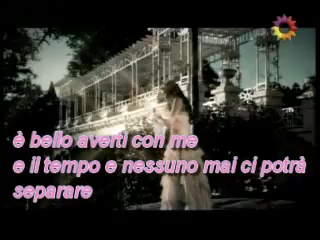 è bello averti con me
e il tempo e nessuno mai ci potrà
separare